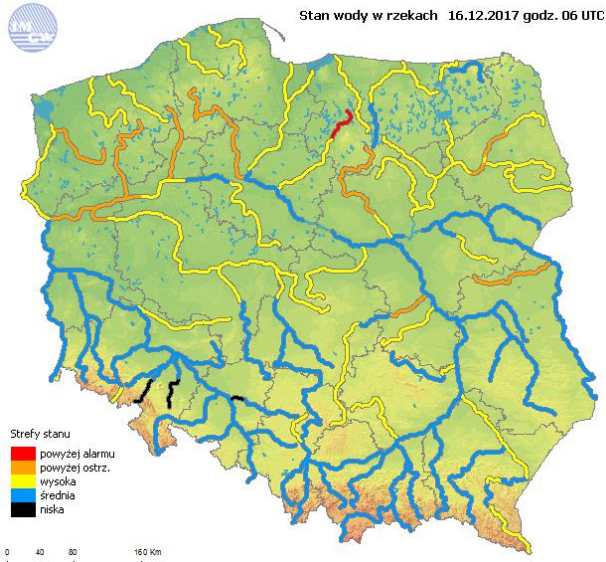 IMGW
Stan wody w rzekach 16.12.2017 godz. 06 UTC
Strefy stanu
powyżej alarmu
powyżej ostrz.
wysoka
średnia
niska
0 40 80 160 Km